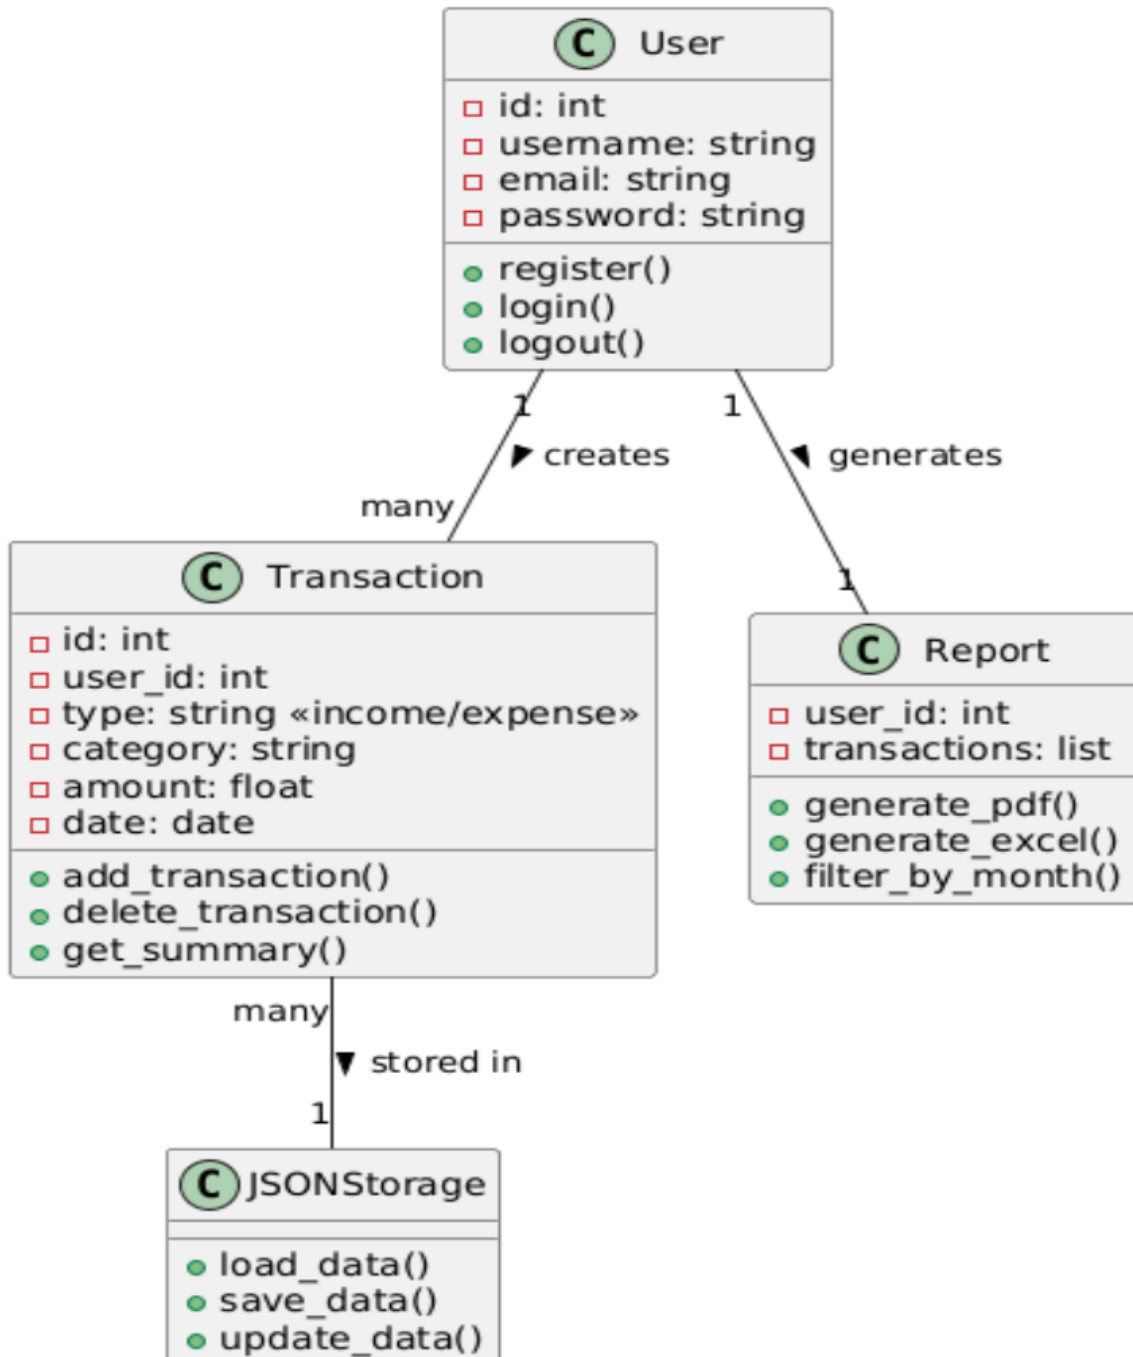 C User
id: int
username: string
email: string
password: string
register()
login()
logout()
1
1
creates
generates
many
1
C Transaction
id: int
user_id: int
type: string «income/expense»
category: string
amount: float
date: date
add_transaction()
delete_transaction()
get_summary()
C Report
user_id: int
transactions: list
generate_pdf()
generate_excel()
filter_by_month()
many
stored in
1
C JSONStorage
load_data()
save_data()
update_data()